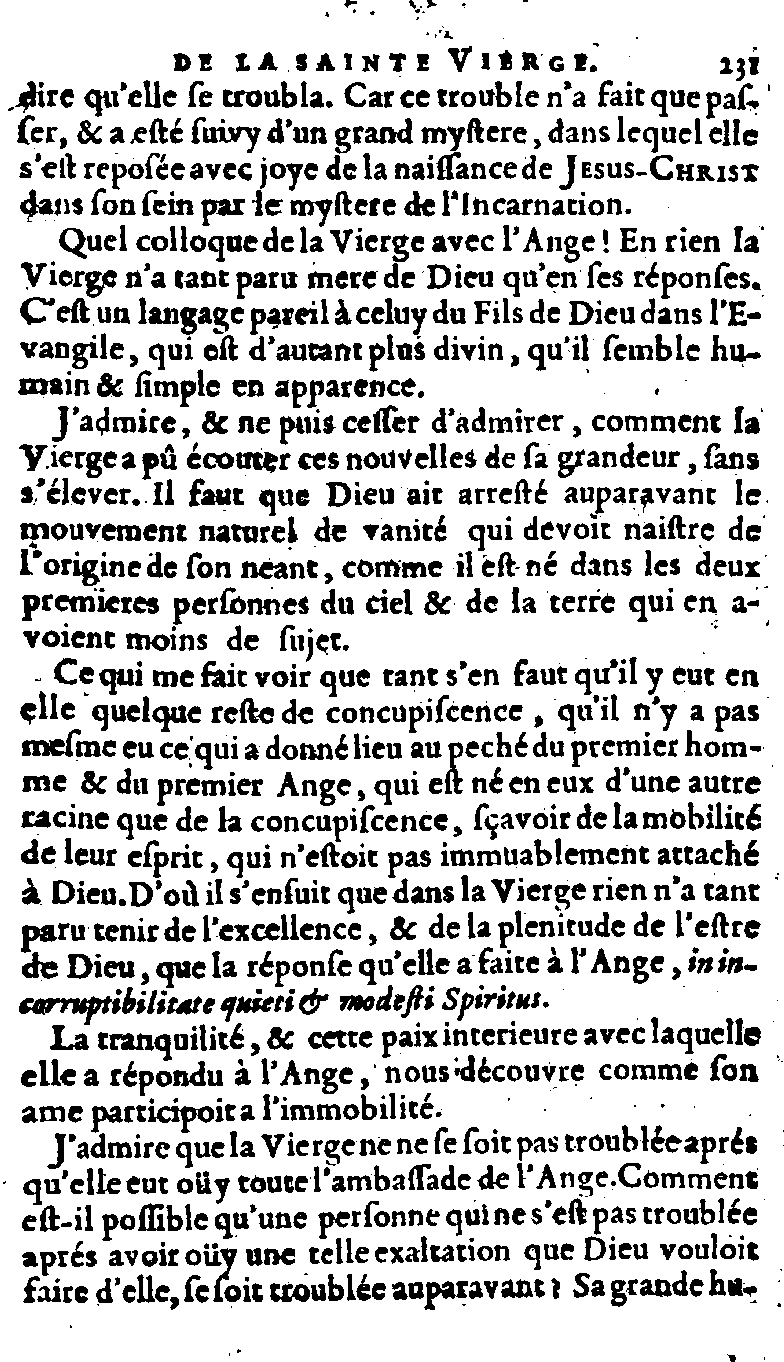 DE LA SAINTE VIERGE. 231
dire qu'elle ſe troubla. Car ce trouble n'a fait que paſ-
ſer, & a eſté ſuivy d'un grand myſtere, dans lequel elle
s'eſt repoſée avec joye de la naiſſance de JESUS-CHRIST
dans ſon ſein par le myſtere de l'Incarnation.
Quel colloque de la Vierge avec l'Ange! En rien la
Vierge n'a tant paru mere de Dieu qu'en ſes réponſes.
C'eſt un langage pareil à celuy du Fils de Dieu dans l'E-
vangile, qui eſt d'autant plus divin, qu'il ſemble hu-
main & ſimple en apparence.
J'admire, & ne puis ceſſer d'admirer, comment la
Vierge a pû écouter ces nouvelles de ſa grandeur, ſans
s'élever. Il faut que Dieu ait arreſté auparavant le
mouvement naturel de vanité qui devoit naiſtre de
l'origine de ſon neant, comme il eſt né dans les deux
premieres perſonnes du ciel & de la terre qui en a-
voient moins de ſujet.
Ce qui me fait voir que tant s'en faut qu'il y eut en
elle quelque reſte de concupiſcence, qu'il n'y a pas
meſme eu ce qui a donné lieu au peché du premier hom-
me & du premier Ange, qui eſt né en eux d'une autre
racine que de la concupiſcence, ſçavoir de la mobilité
de leur eſprit, qui n'eſtoit pas immuablement attaché
à Dieu. D'où il s'enſuit que dans la Vierge rien n'a tant
paru tenir de l'excellence, & de la plenitude de l'eſtre
de Dieu, que la réponſe qu'elle a faite à l'Ange, in in-
corruptibilitate quieti & modeſti Spiritus.
La tranquilité, & cette paix interieure avec laquelle
elle a répondu à l'Ange, nous découvre comme ſon
ame participoit a l'immobilité.
J'admire que la Vierge ne ne ſe ſoit pas troublée aprés
qu'elle eut oüy toute l'ambaſſade de l'Ange. Comment
eſt-il poſſible qu'une perſonne qui ne s'eſt pas troublée
aprés avoir oüy une telle exaltation que Dieu vouloit
faire d'elle, ſe ſoit troublée auparavant? Sa grande hu-